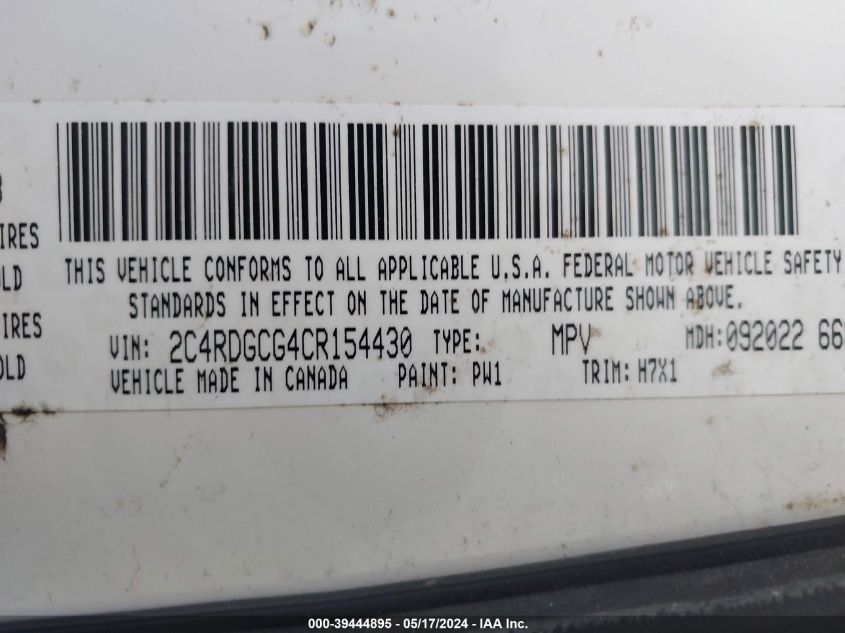 IRES
OLD
IRES
OLD
THIS VEHICLE CONFORMS TO ALL APPLICABLE U.S.A. FEDERAL MOTOR VEHICLE SAFETY
STANDARDS IN EFFECT ON THE DATE OF MANUFACTURE SHOWN ABOVE.
VIN: 2C4RDGCG4CR154430 TYPE: MPV MDH: 092022 66
VEHICLE MADE IN CANADA PAINT: PW1 TRIM: H7X1
000-39444895 - 05/17/2024 - IAA Inc.